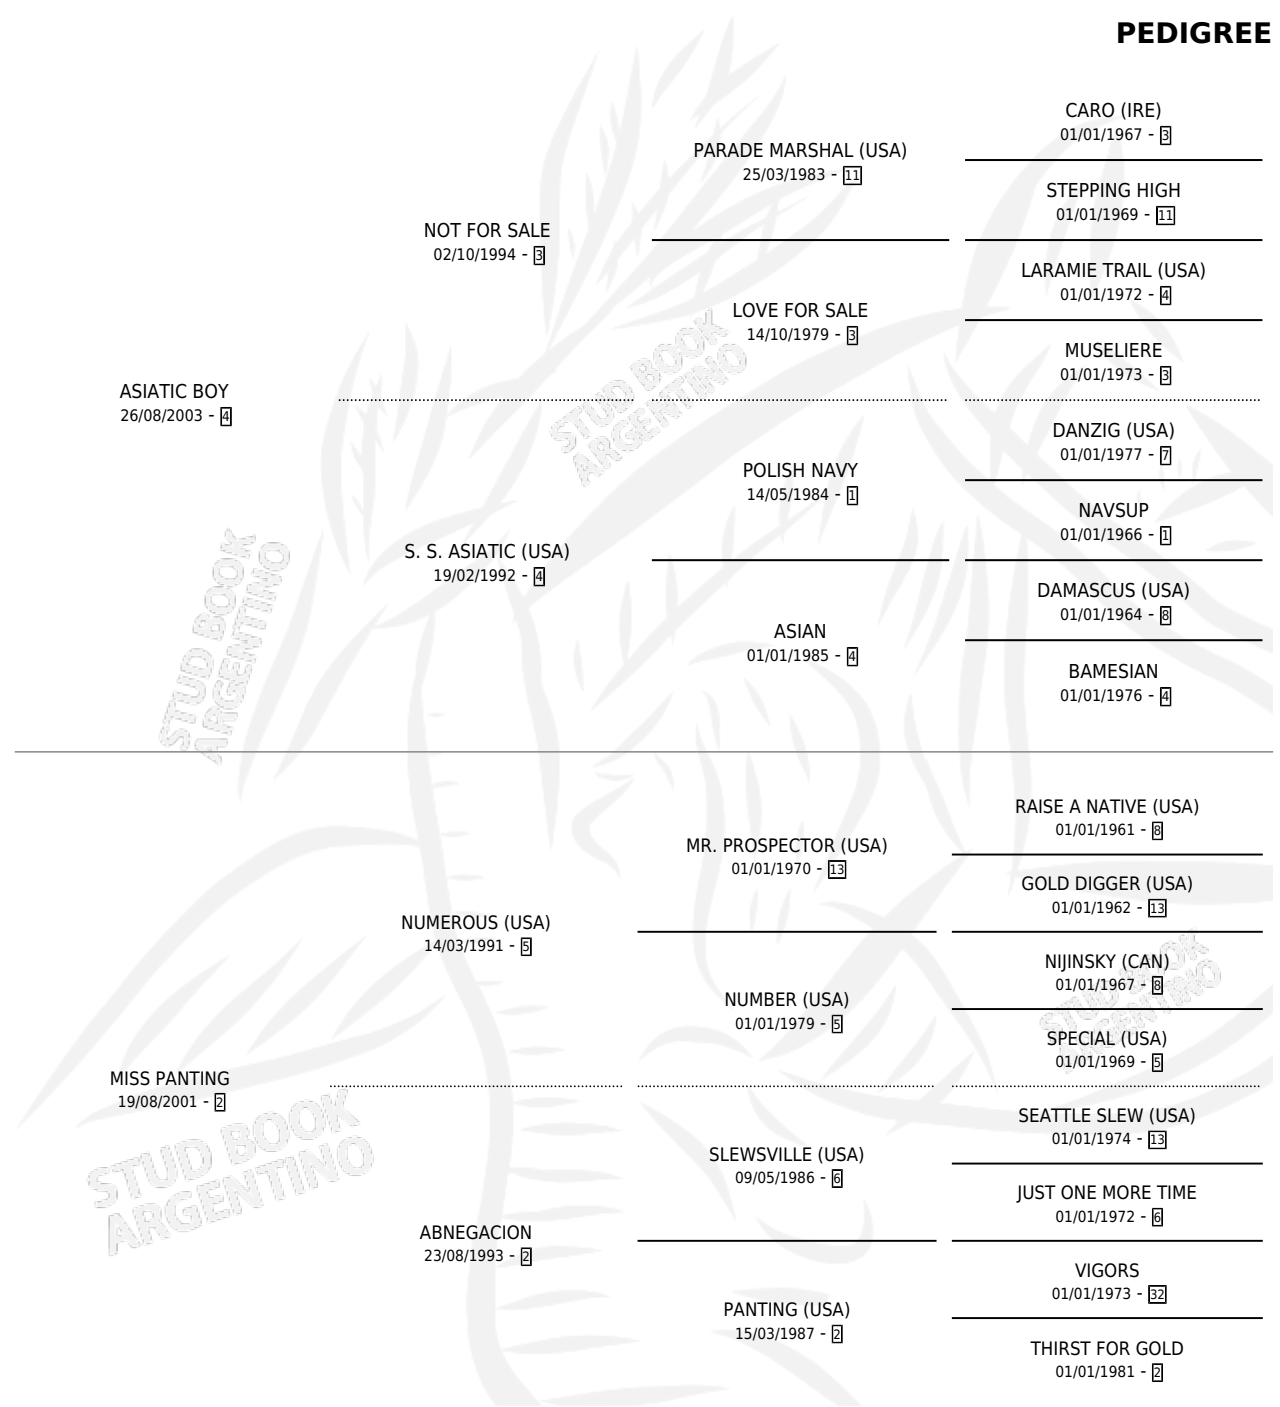 PEDIGREE
CARO (IRE)
01/01/1967 - 3
PARADE MARSHAL (USA)
25/03/1983 - 11
STEPPING HIGH
01/01/1969 - 11
NOT FOR SALE
02/10/1994 - 3
LARAMIE TRAIL (USA)
01/01/1972 - 4
LOVE FOR SALE
14/10/1979 - 3
MUSELIERE
01/01/1973 - 3
STUD BOOK
ARGENTINO
ASIATIC BOY
26/08/2003 - 4
DANZIG (USA)
01/01/1977 - 7
POLISH NAVY
14/05/1984 - 1
NAVSUP
01/01/1966 - 1
S. S. ASIATIC (USA)
19/02/1992 - 4
DAMASCUS (USA)
01/01/1964 - 8
ASIAN
01/01/1985 - 4
BAMESIAN
01/01/1976 - 4
STUD BOOK
ARGENTINO
RAISE A NATIVE (USA)
01/01/1961 - 8
MR. PROSPECTOR (USA)
01/01/1970 - 13
GOLD DIGGER (USA)
01/01/1962 - 13
NUMEROUS (USA)
14/03/1991 - 5
NIJINSKY (CAN)
01/01/1967 - 8
NUMBER (USA)
01/01/1979 - 5
SPECIAL (USA)
01/01/1969 - 5
STUD BOOK
ARGENTINO
MISS PANTING
19/08/2001 - 2
SEATTLE SLEW (USA)
01/01/1974 - 13
SLEWSVILLE (USA)
09/05/1986 - 6
JUST ONE MORE TIME
01/01/1972 - 6
STUD BOOK
ARGENTINO
ABNEGACION
23/08/1993 - 2
VIGORS
01/01/1973 - 32
PANTING (USA)
15/03/1987 - 2
THIRST FOR GOLD
01/01/1981 - 2